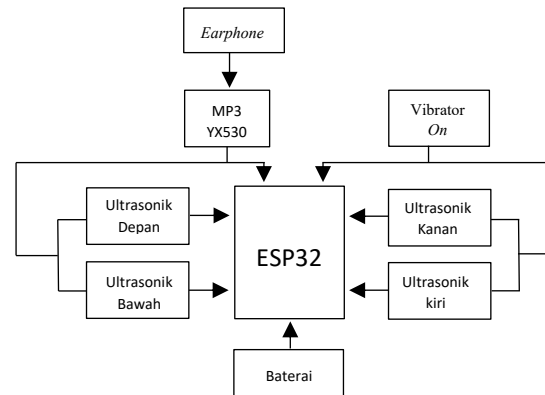 Earphone
MP3
YX530
Vibrator
On
Ultrasonik
Depan
Ultrasonik
Kanan
ESP32
Ultrasonik
Bawah
Ultrasonik
kiri
Baterai